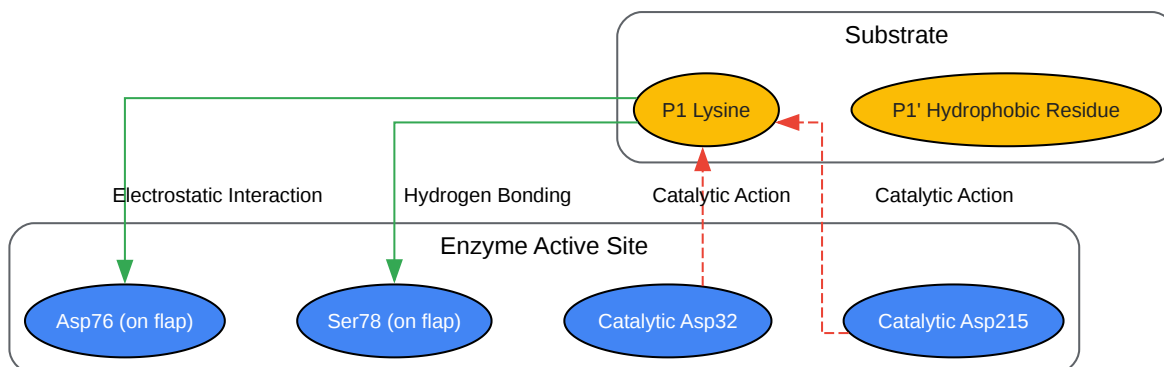 Substrate
P1 Lysine
P1' Hydrophobic Residue
Electrostatic Interaction
Hydrogen Bonding
Catalytic Action
Catalytic Action
Enzyme Active Site
Asp76 (on flap)
Ser78 (on flap)
Catalytic Asp32
Catalytic Asp215